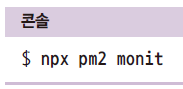 콘솔
$ npx pm2 monit